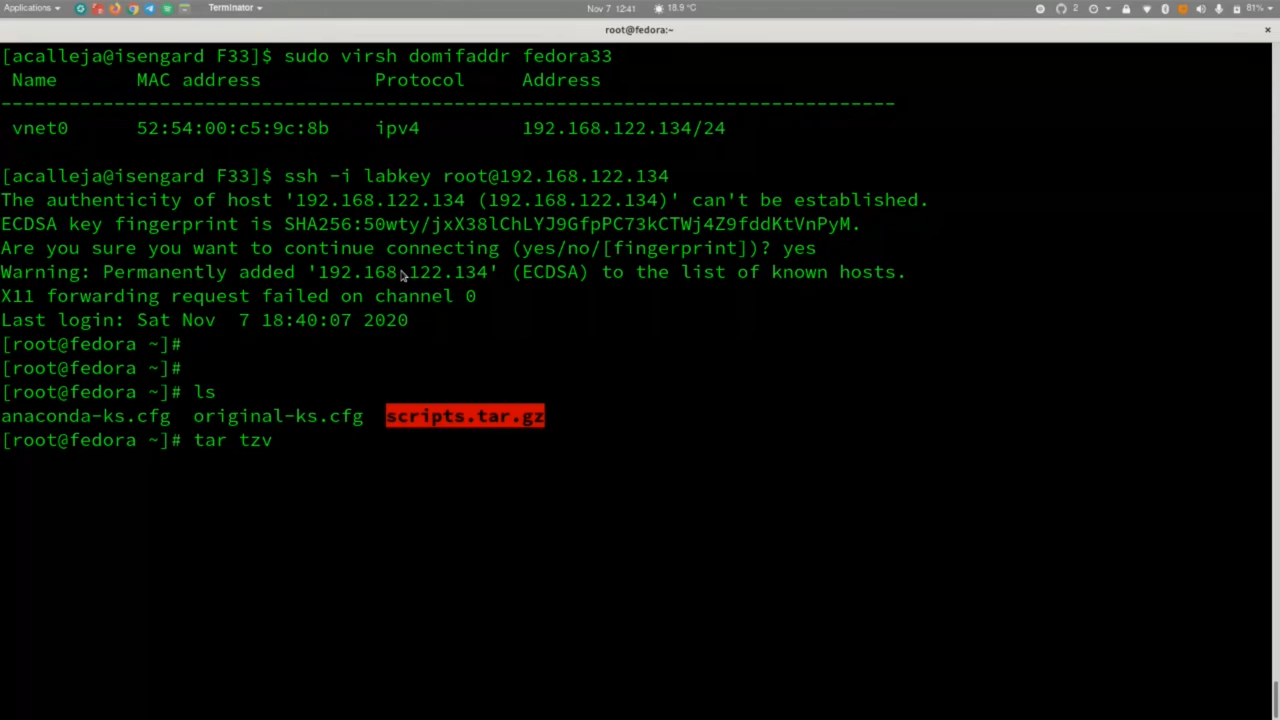 Applications Terminator Nov 7 12:41 18.9 °C 2 81%
root@fedora:~
[acalleja@isengard F33]$ sudo virsh domifaddr fedora33
Name MAC address Protocol Address
-------------------------------------------------------------------------------
vnet0 52:54:00:c5:9c:8b ipv4 192.168.122.134/24
[acalleja@isengard F33]$ ssh -i labkey root@192.168.122.134
The authenticity of host '192.168.122.134 (192.168.122.134)' can't be established.
ECDSA key fingerprint is SHA256:50wty/jxX38lChLYJ9GfpPC73kCTWj4Z9fddKtVnPyM.
Are you sure you want to continue connecting (yes/no/[fingerprint])? yes
Warning: Permanently added '192.168.122.134' (ECDSA) to the list of known hosts.
X11 forwarding request failed on channel 0
Last login: Sat Nov  7 18:40:07 2020
[root@fedora ~]#
[root@fedora ~]#
[root@fedora ~]# ls
anaconda-ks.cfg original-ks.cfg scripts.tar.gz
[root@fedora ~]# tar tzv